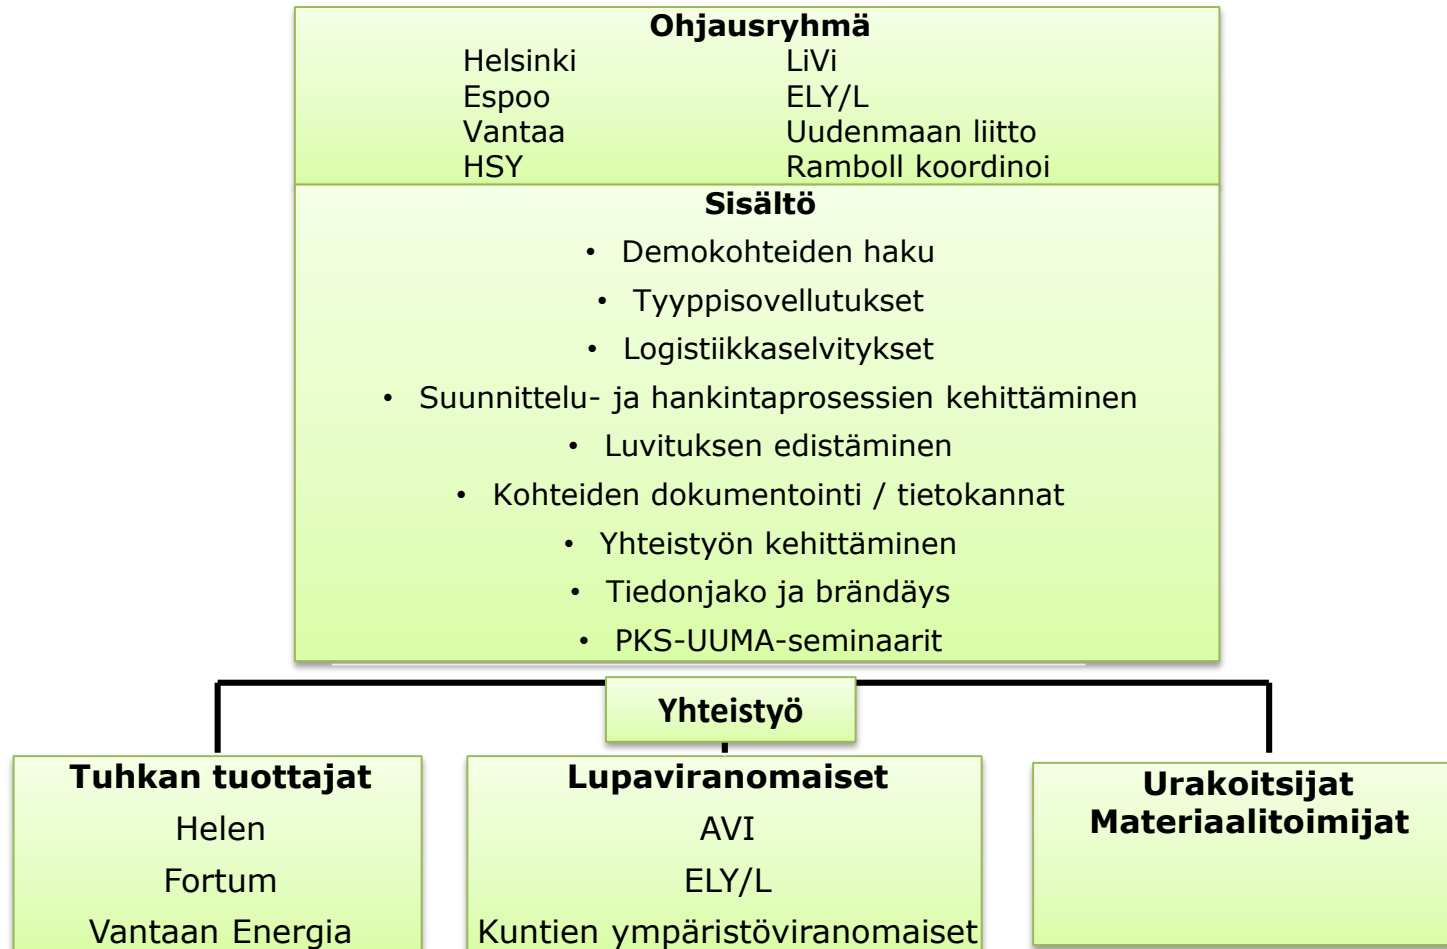 Ohjausryhmä
Helsinki LiVi
Espoo ELY/L
Vantaa Uudenmaan liitto
HSY Ramboll koordinoi
Sisältö
• Demokohteiden haku
• Tyyppisovellutukset
• Logistiikkaselvitykset
• Suunnittelu- ja hankintaprosessien kehittäminen
• Luvituksen edistäminen
• Kohteiden dokumentointi / tietokannat
• Yhteistyön kehittäminen
• Tiedonjako ja brändäys
• PKS-UUMA-seminaarit
Yhteistyö
Tuhkan tuottajat
Helen
Fortum
Vantaan Energia
Lupaviranomaiset
AVI
ELY/L
Kuntien ympäristöviranomaiset
Urakoitsijat
Materiaalitoimijat